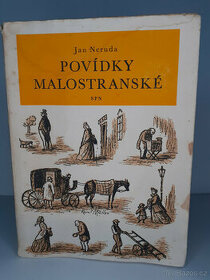 Jan Neruda
POVÍDKY
MALOSTRANSKÉ
SPN